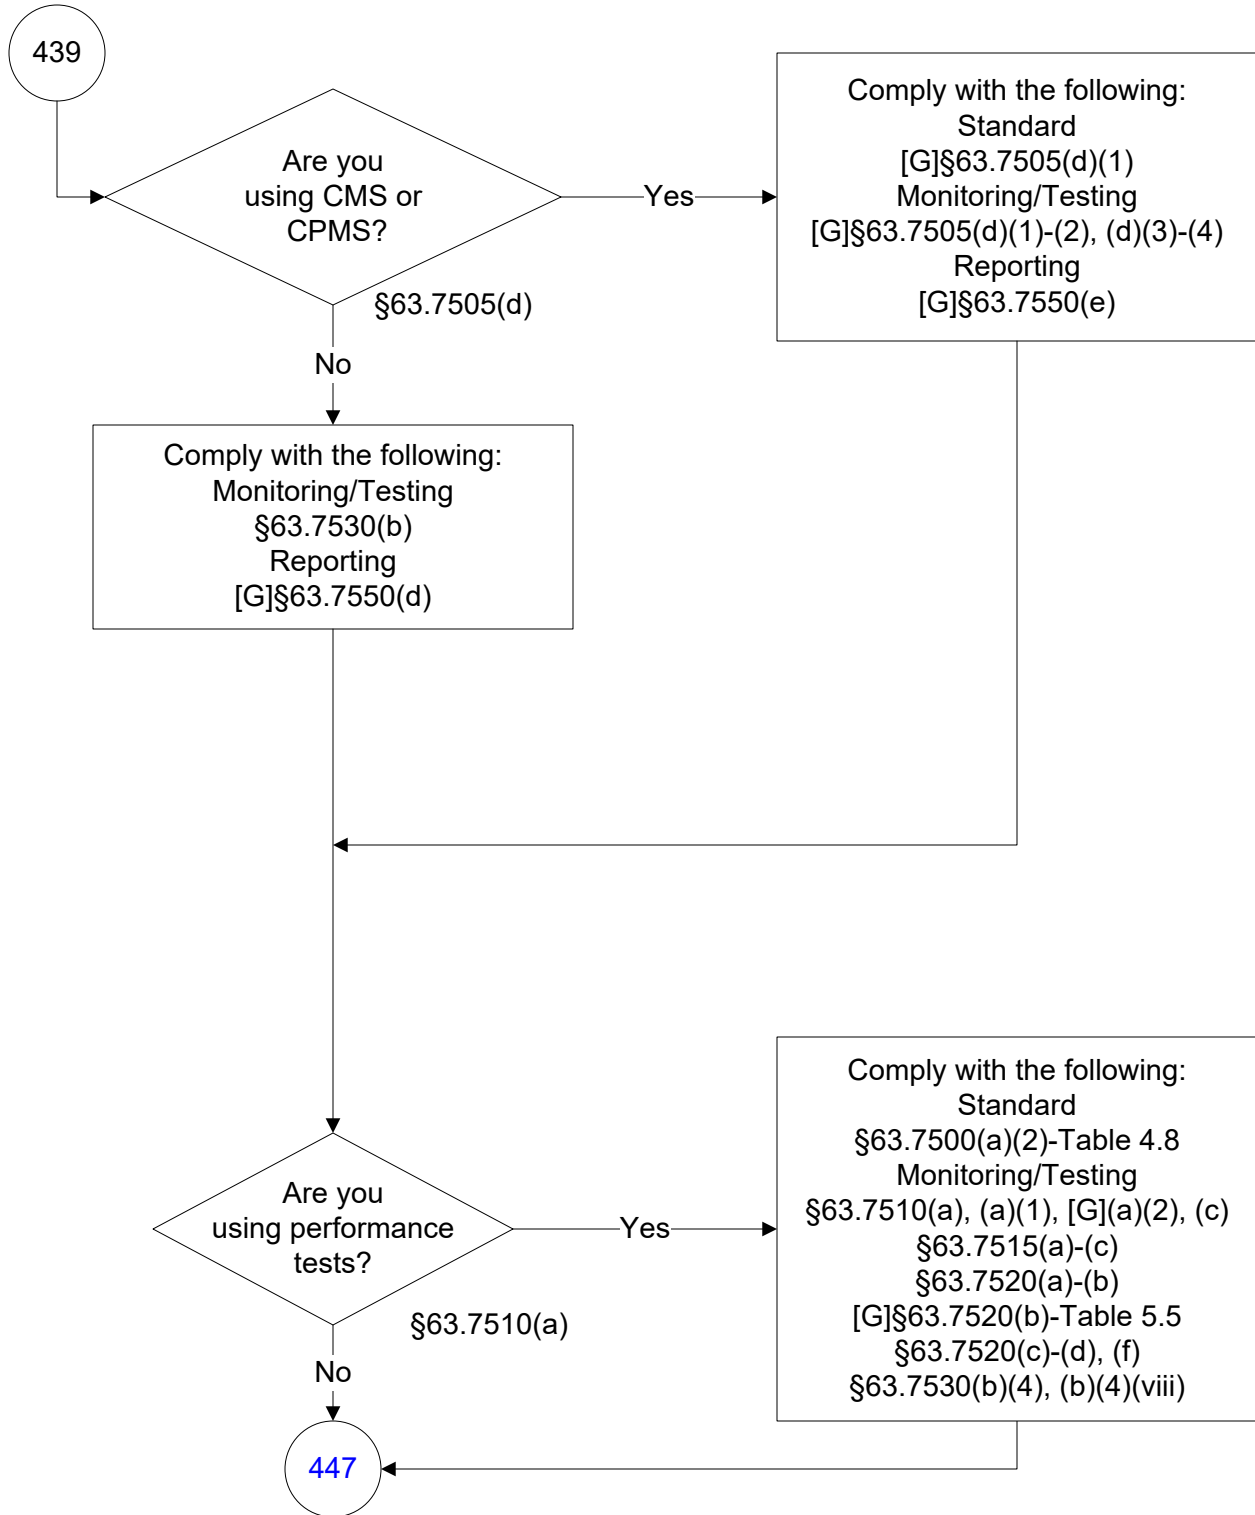 439
Are you
using CMS or
CPMS?
§63.7505(d)
Yes
Comply with the following:
Standard
[G]§63.7505(d)(1)
Monitoring/Testing
[G]§63.7505(d)(1)-(2), (d)(3)-(4)
Reporting
[G]§63.7550(e)
No
Comply with the following:
Monitoring/Testing
§63.7530(b)
Reporting
[G]§63.7550(d)
Are you
using performance
tests?
§63.7510(a)
Yes
Comply with the following:
Standard
§63.7500(a)(2)-Table 4.8
Monitoring/Testing
§63.7510(a), (a)(1), [G](a)(2), (c)
§63.7515(a)-(c)
§63.7520(a)-(b)
[G]§63.7520(b)-Table 5.5
§63.7520(c)-(d), (f)
§63.7530(b)(4), (b)(4)(viii)
No
447